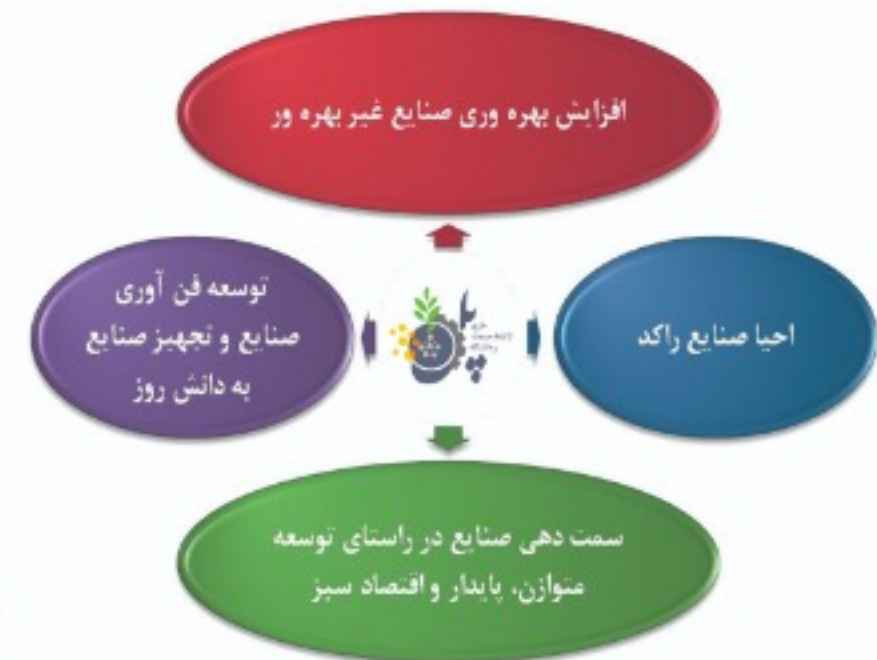 افزایش بهره وری صنایع غیر بهره ور
احیا صنایع راکد
توسعه فن آوری
صنایع و تجهیز صنایع
به دانش روز
سمت دهی صنایع در راستای توسعه
متوازن، پایدار و اقتصاد سبز